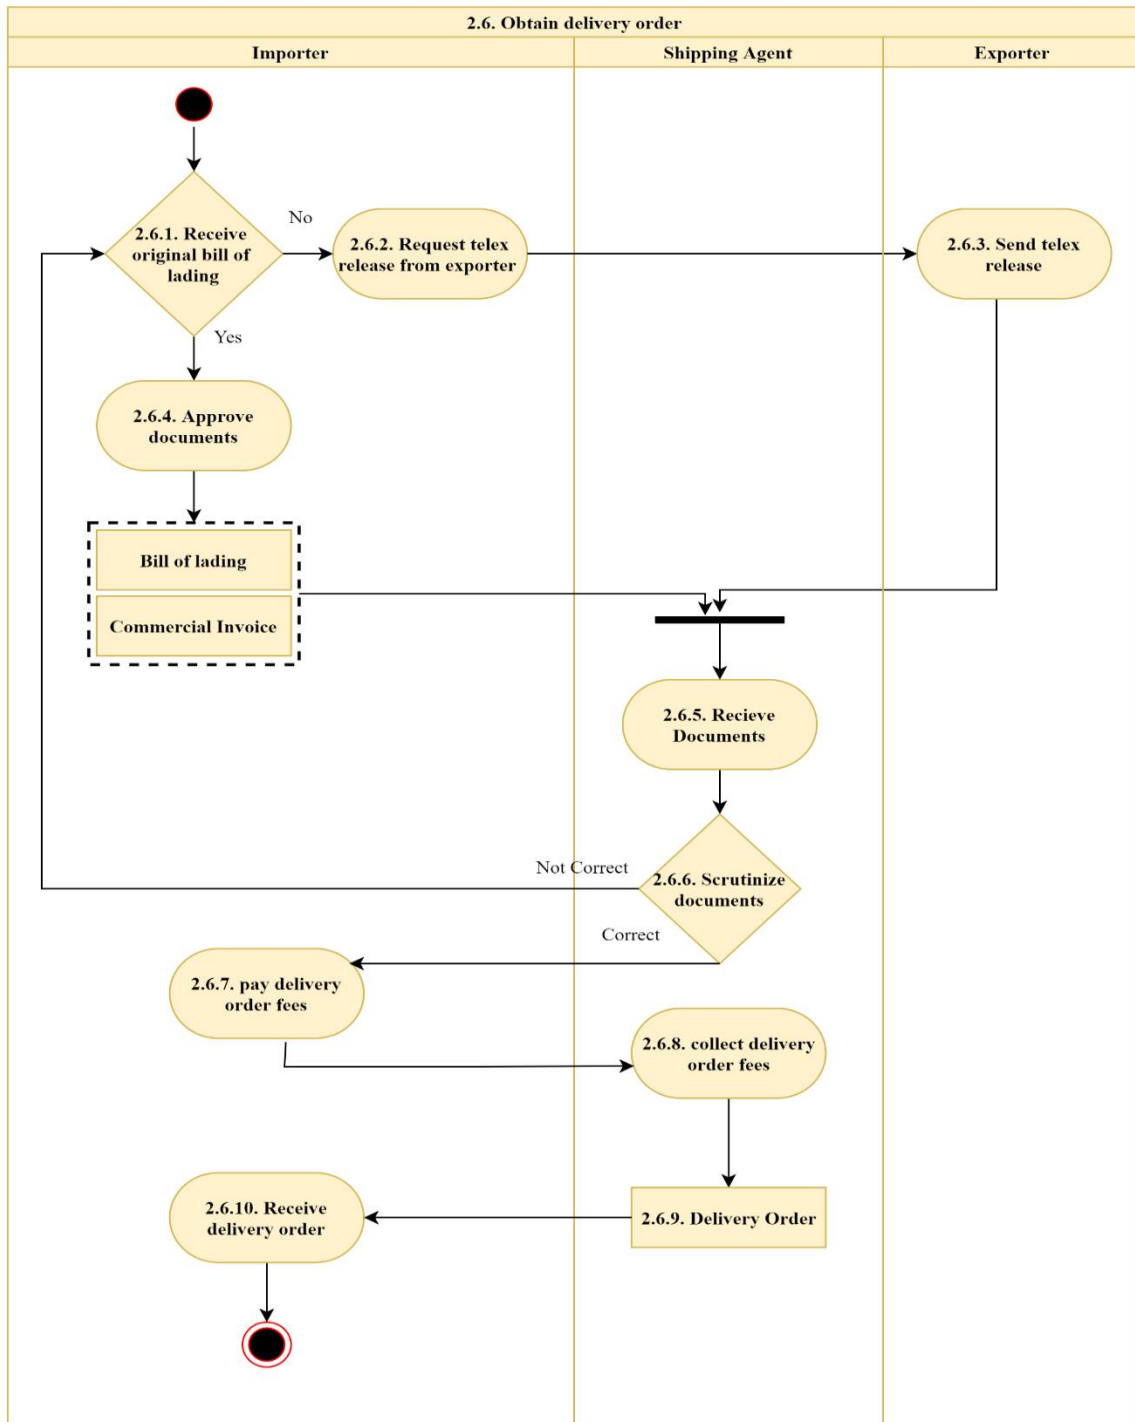 2.6. Obtain delivery order
Importer
Shipping Agent
Exporter
2.6.1. Receive
original bill of
lading
No
2.6.2. Request telex
release from exporter
2.6.3. Send telex
release
Yes
2.6.4. Approve
documents
Bill of lading
Commercial Invoice
2.6.5. Recieve
Documents
Not Correct
2.6.6. Scrutinize
documents
Correct
2.6.7. pay delivery
order fees
2.6.8. collect delivery
order fees
2.6.10. Receive
delivery order
2.6.9. Delivery Order